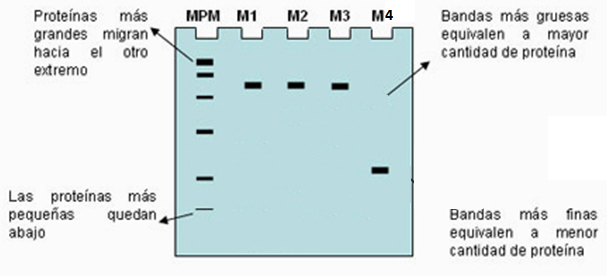 Proteínas más
grandes migran
hacia el otro
extremo
MPM M1 M2 M3 M4
Bandas más gruesas
equivalen a mayor
cantidad de proteína
Las proteínas más
pequeñas quedan
abajo
Bandas más finas
equivalen a menor
cantidad de proteína